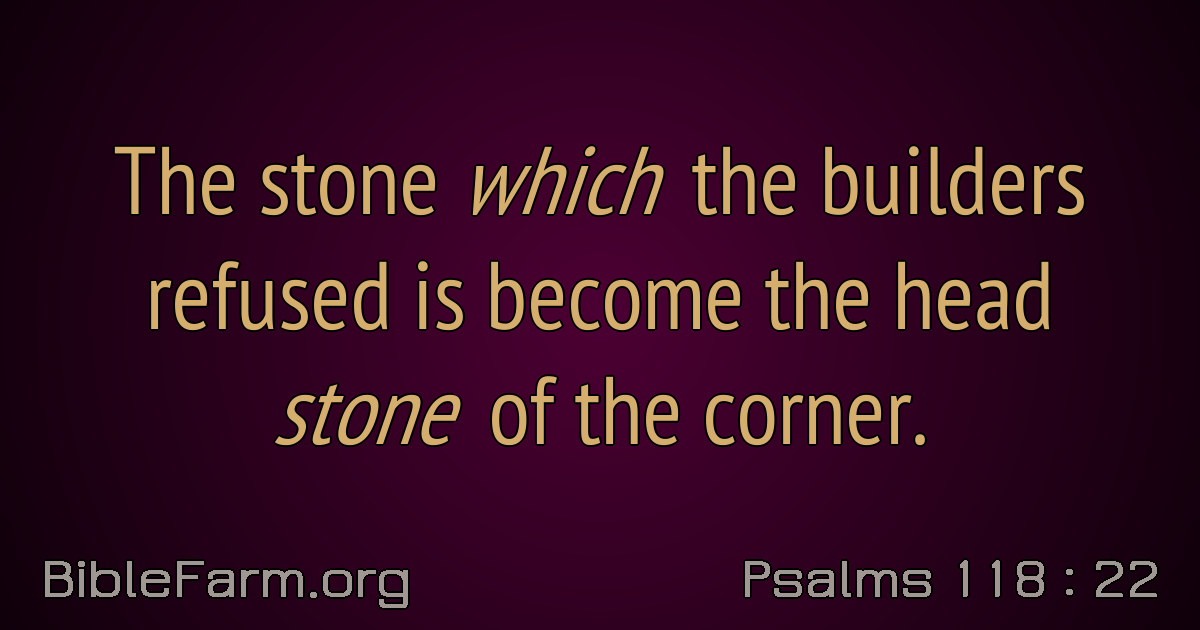 The stone which the builders
refused is become the head
stone of the corner.
BibleFarm.org
Psalms 118 : 22